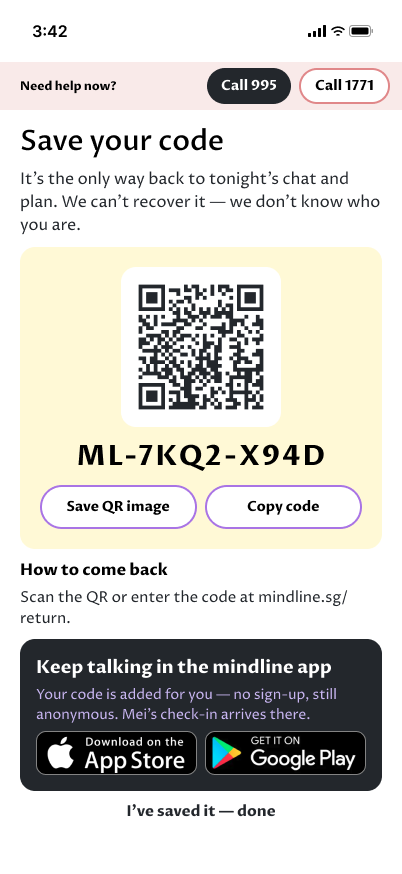 3:42
Need help now?
Call 995
Call 1771
Save your code
It’s the only way back to tonight’s chat and
plan. We can’t recover it — we don’t know who
you are.
ML-7KQ2-X94D
Save QR image
Copy code
How to come back
Scan the QR or enter the code at mindline.sg/
return.
Keep talking in the mindline app
Your code is added for you — no sign-up, still
anonymous. Mei’s check-in arrives there.
Download on the
App Store
GET IT ON
Google Play
I’ve saved it — done